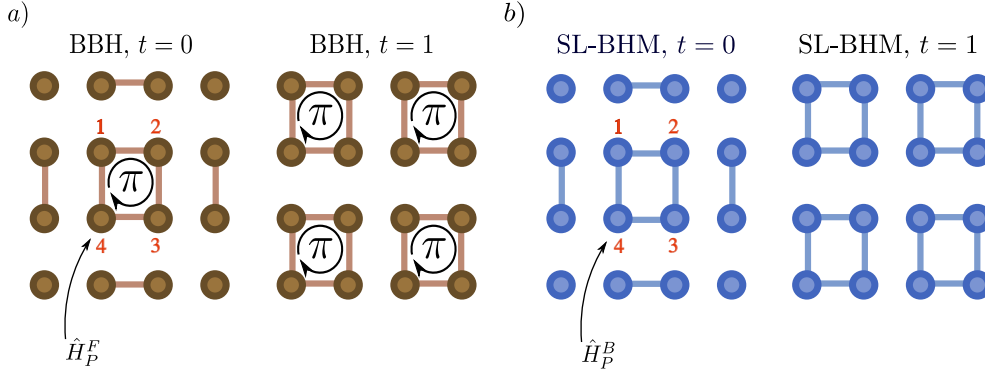 a)
BBH, t = 0
BBH, t = 1
1 2
π
4 3
π π
π π
Ĥ_P^F
b)
SL-BHM, t = 0
SL-BHM, t = 1
1 2
4 3
Ĥ_P^B